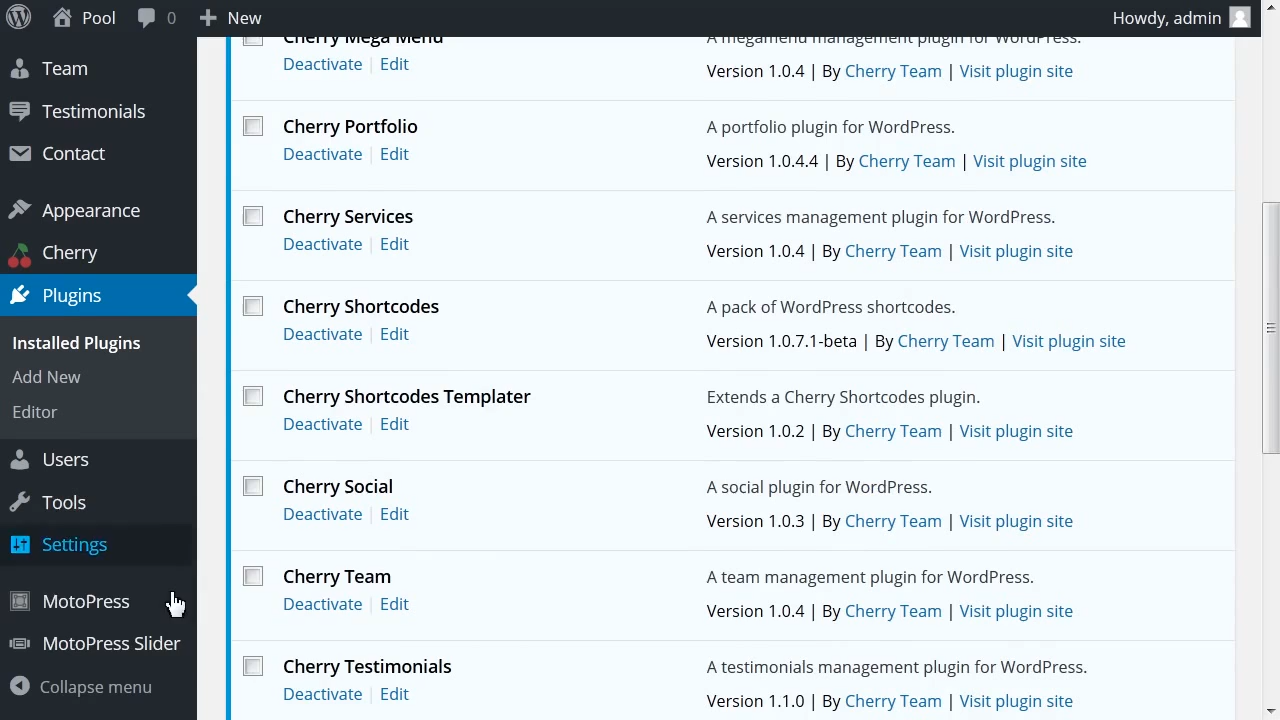 Pool 0 New Howdy, admin
Team
Testimonials
Contact
Appearance
Cherry
Plugins
Installed Plugins
Add New
Editor
Users
Tools
Settings
MotoPress
MotoPress Slider
Collapse menu
Cherry Mega Menu
A megamenu management plugin for WordPress.
Deactivate | Edit
Version 1.0.4 | By Cherry Team | Visit plugin site
Cherry Portfolio
A portfolio plugin for WordPress.
Deactivate | Edit
Version 1.0.4.4 | By Cherry Team | Visit plugin site
Cherry Services
A services management plugin for WordPress.
Deactivate | Edit
Version 1.0.4 | By Cherry Team | Visit plugin site
Cherry Shortcodes
A pack of WordPress shortcodes.
Deactivate | Edit
Version 1.0.7.1-beta | By Cherry Team | Visit plugin site
Cherry Shortcodes Templater
Extends a Cherry Shortcodes plugin.
Deactivate | Edit
Version 1.0.2 | By Cherry Team | Visit plugin site
Cherry Social
A social plugin for WordPress.
Deactivate | Edit
Version 1.0.3 | By Cherry Team | Visit plugin site
Cherry Team
A team management plugin for WordPress.
Deactivate | Edit
Version 1.0.4 | By Cherry Team | Visit plugin site
Cherry Testimonials
A testimonials management plugin for WordPress.
Deactivate | Edit
Version 1.1.0 | By Cherry Team | Visit plugin site